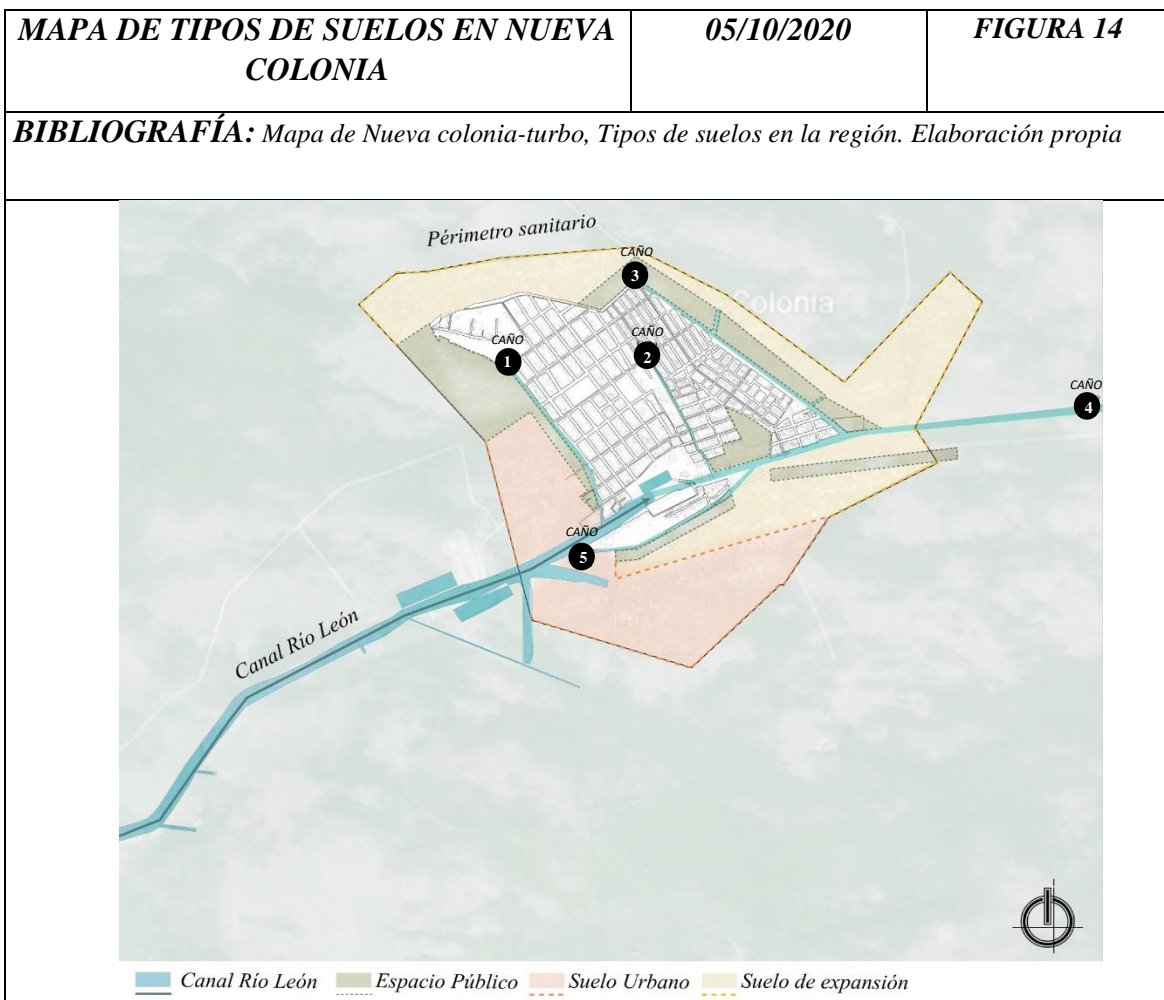 MAPA DE TIPOS DE SUELOS EN NUEVA
COLONIA
05/10/2020
FIGURA 14
BIBLIOGRAFÍA: Mapa de Nueva colonia-turbo, Tipos de suelos en la región. Elaboración propia
Périmetro sanitario
CAÑO
3
Colonia
CAÑO
1
CAÑO
2
CAÑO
4
CAÑO
5
Canal Río León
Canal Río León
Espacio Público
Suelo Urbano
Suelo de expansión